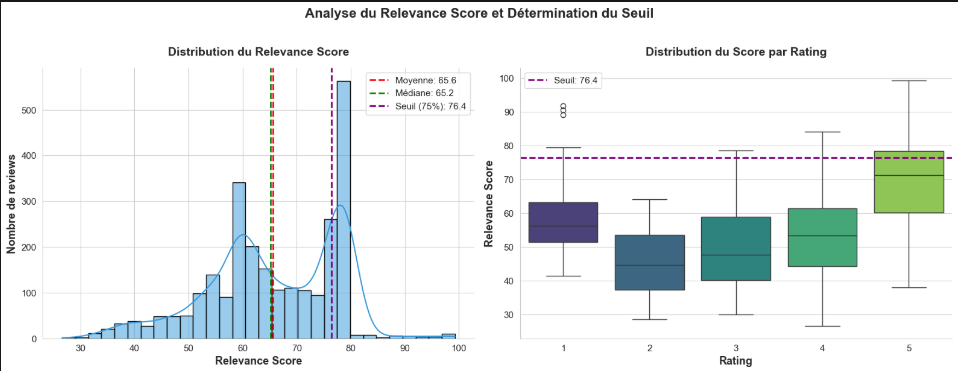 Analyse du Relevance Score et Détermination du Seuil
Distribution du Relevance Score
Moyenne: 65.6
Médiane: 65.2
Seuil (75%): 76.4
Nombre de reviews
500
400
300
200
100
0
30 40 50 60 70 80 90 100
Relevance Score
Distribution du Score par Rating
Seuil: 76.4
Relevance Score
100
90
80
70
60
50
40
30
1 2 3 4 5
Rating